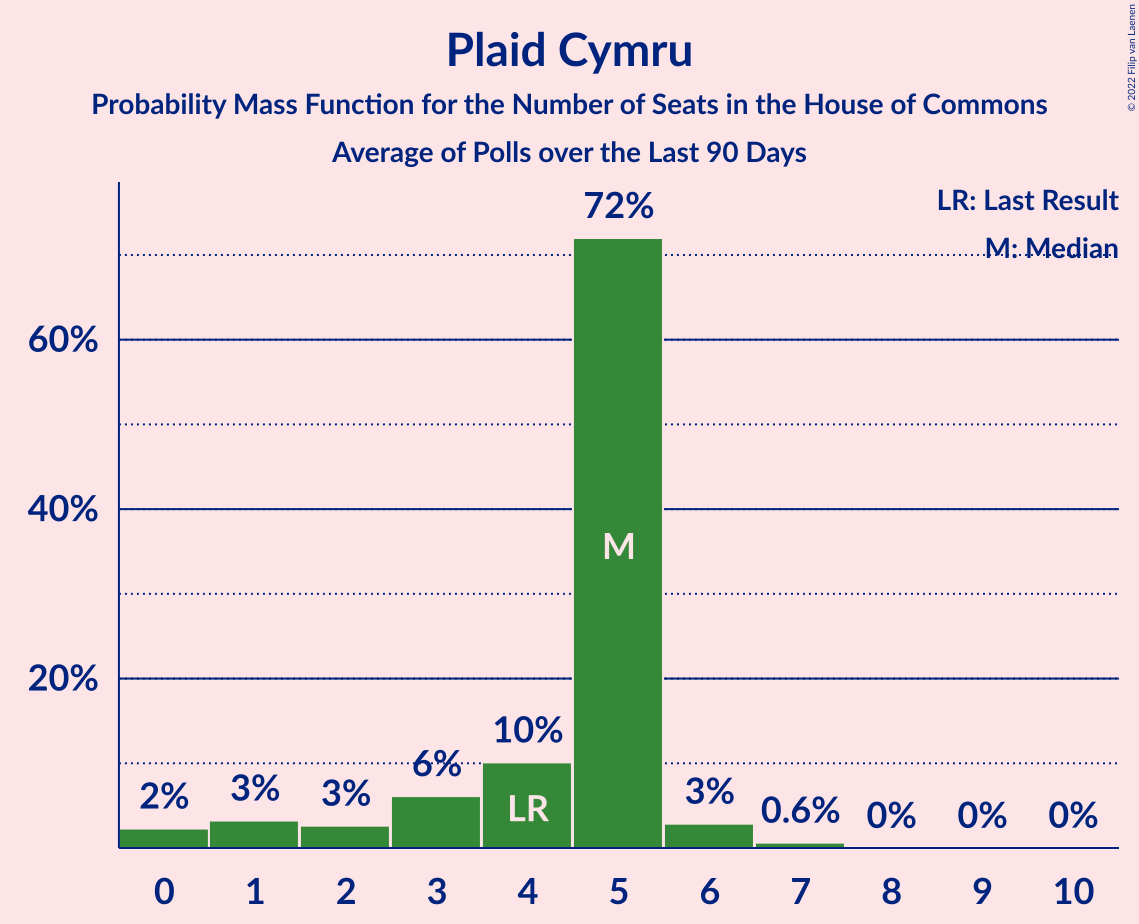 Plaid Cymru
Probability Mass Function for the Number of Seats in the House of Commons
Average of Polls over the Last 90 Days
© 2022 Filip van Laenen
LR: Last Result
M: Median
72%
60%
40%
20%
M
2%
3%
3%
6%
10%
LR
3%
0.6%
0%
0%
0%
0 1 2 3 4 5 6 7 8 9 10